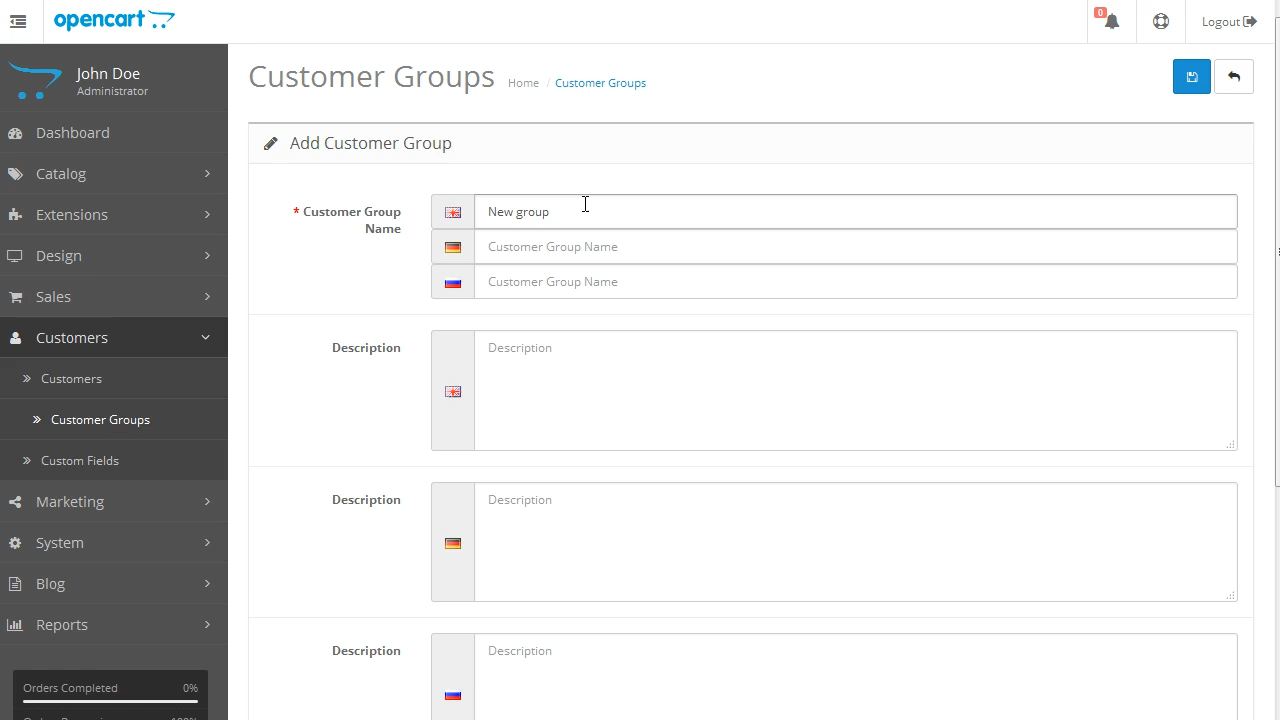 opencart
0
Logout
John Doe
Administrator
Customer Groups
Home / Customer Groups
Dashboard
Catalog
Extensions
Design
Sales
Customers
Customers
Customer Groups
Custom Fields
Marketing
System
Blog
Reports
Orders Completed 0%
Add Customer Group
* Customer Group
Name
New group
Customer Group Name
Customer Group Name
Description
Description
Description
Description
Description
Description